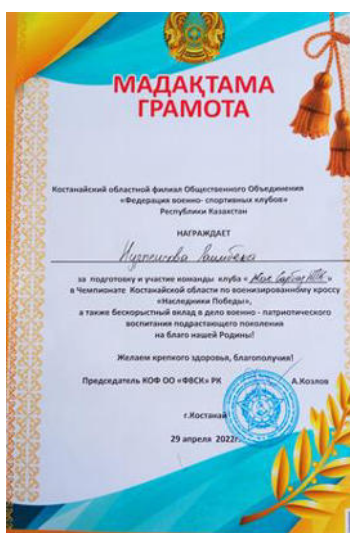 МАДАҚТАМА
ГРАМОТА
Костанайский областной филиал Общественного Объединения
«Федерация военно- спортивных клубов»
Республики Казахстан
НАГРАЖДАЕТ
за подготовку и участие команды клуба « »
в Чемпионате Костанайской области по военизированному кроссу
«Наследники Победы»,
а также бескорыстный вклад в дело военно - патриотического
воспитания подрастающего поколения
на благо нашей Родины!
Желаем крепкого здоровья, благополучия!
Председатель КОФ ОО «ФВСК» РК А.Козлов
г.Костанай
29 апреля 2022г.